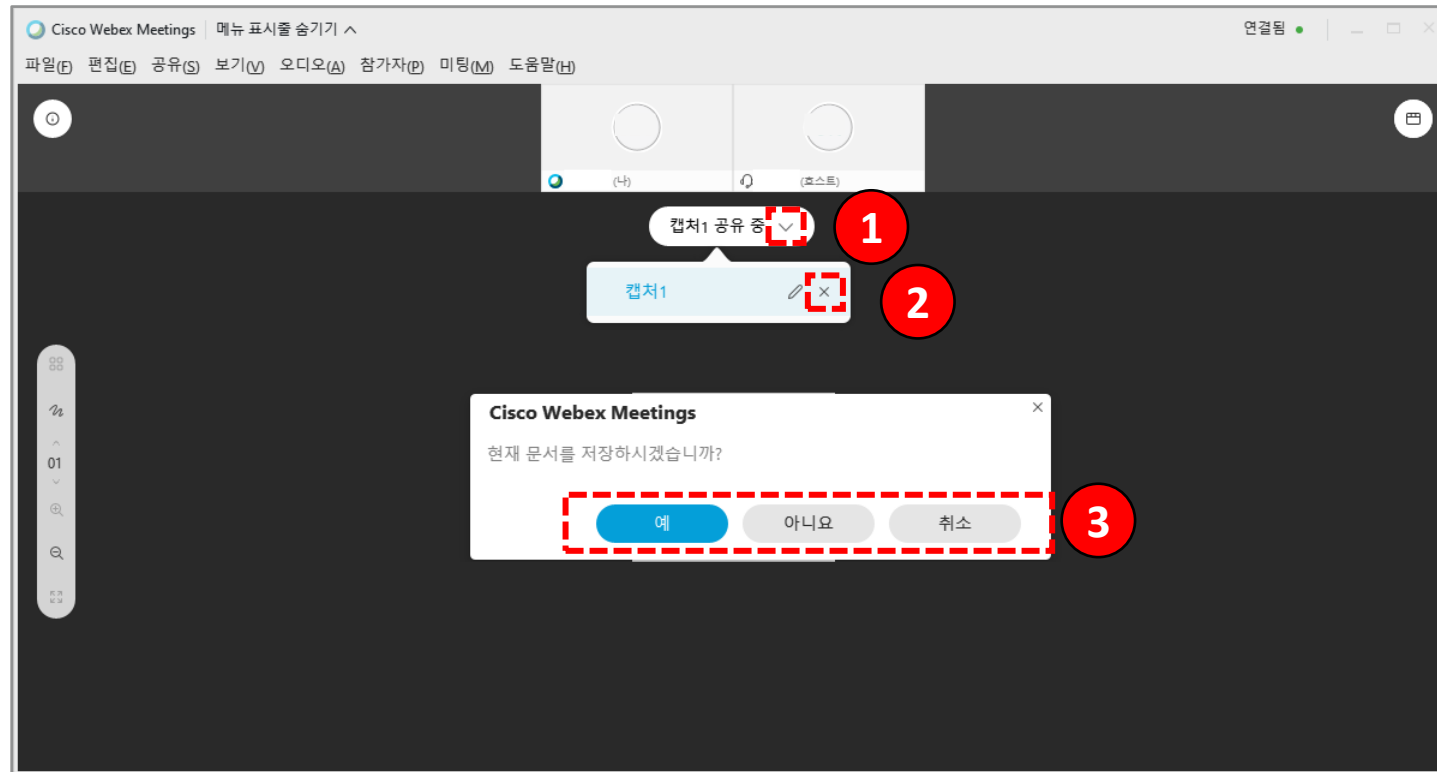 Cisco Webex Meetings 메뉴 표시줄 숨기기 연결됨
파일(F) 편집(E) 공유(S) 보기(V) 오디오(A) 참가자(P) 미팅(M) 도움말(H)
(나) (호스트)
캡처1 공유 중 1
캡처1 2
Cisco Webex Meetings
현재 문서를 저장하시겠습니까?
01
예 아니요 취소 3